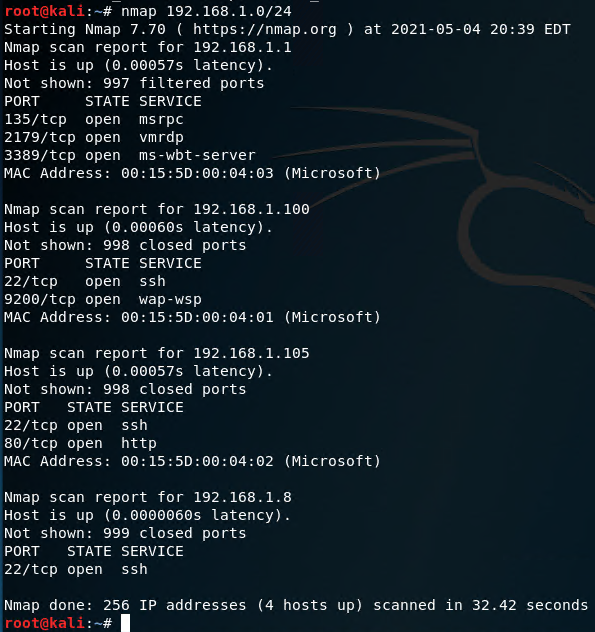 root@kali:~# nmap 192.168.1.0/24
Starting Nmap 7.70 ( https://nmap.org ) at 2021-05-04 20:39 EDT
Nmap scan report for 192.168.1.1
Host is up (0.00057s latency).
Not shown: 997 filtered ports
PORT     STATE SERVICE
135/tcp  open  msrpc
2179/tcp open  vmrdp
3389/tcp open  ms-wbt-server
MAC Address: 00:15:5D:00:04:03 (Microsoft)

Nmap scan report for 192.168.1.100
Host is up (0.00060s latency).
Not shown: 998 closed ports
PORT     STATE SERVICE
22/tcp   open  ssh
9200/tcp open  wap-wsp
MAC Address: 00:15:5D:00:04:01 (Microsoft)

Nmap scan report for 192.168.1.105
Host is up (0.00057s latency).
Not shown: 998 closed ports
PORT   STATE SERVICE
22/tcp open  ssh
80/tcp open  http
MAC Address: 00:15:5D:00:04:02 (Microsoft)

Nmap scan report for 192.168.1.8
Host is up (0.0000060s latency).
Not shown: 999 closed ports
PORT   STATE SERVICE
22/tcp open  ssh

Nmap done: 256 IP addresses (4 hosts up) scanned in 32.42 seconds
root@kali:~#